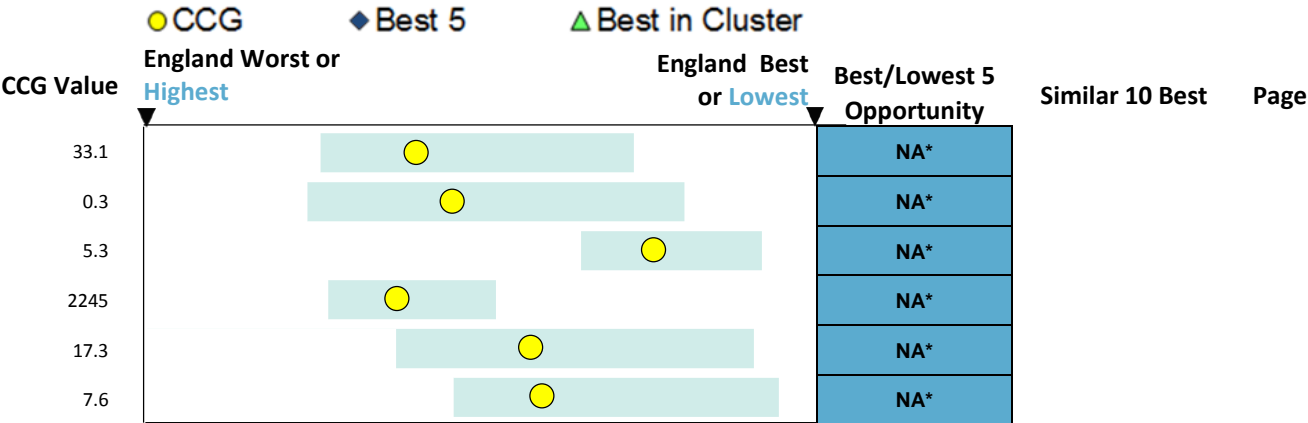 CCG Best 5 Best in Cluster
CCG Value England Worst or Highest England Best or Lowest Best/Lowest 5 Opportunity Similar 10 Best Page
33.1 NA*
0.3 NA*
5.3 NA*
2245 NA*
17.3 NA*
7.6 NA*